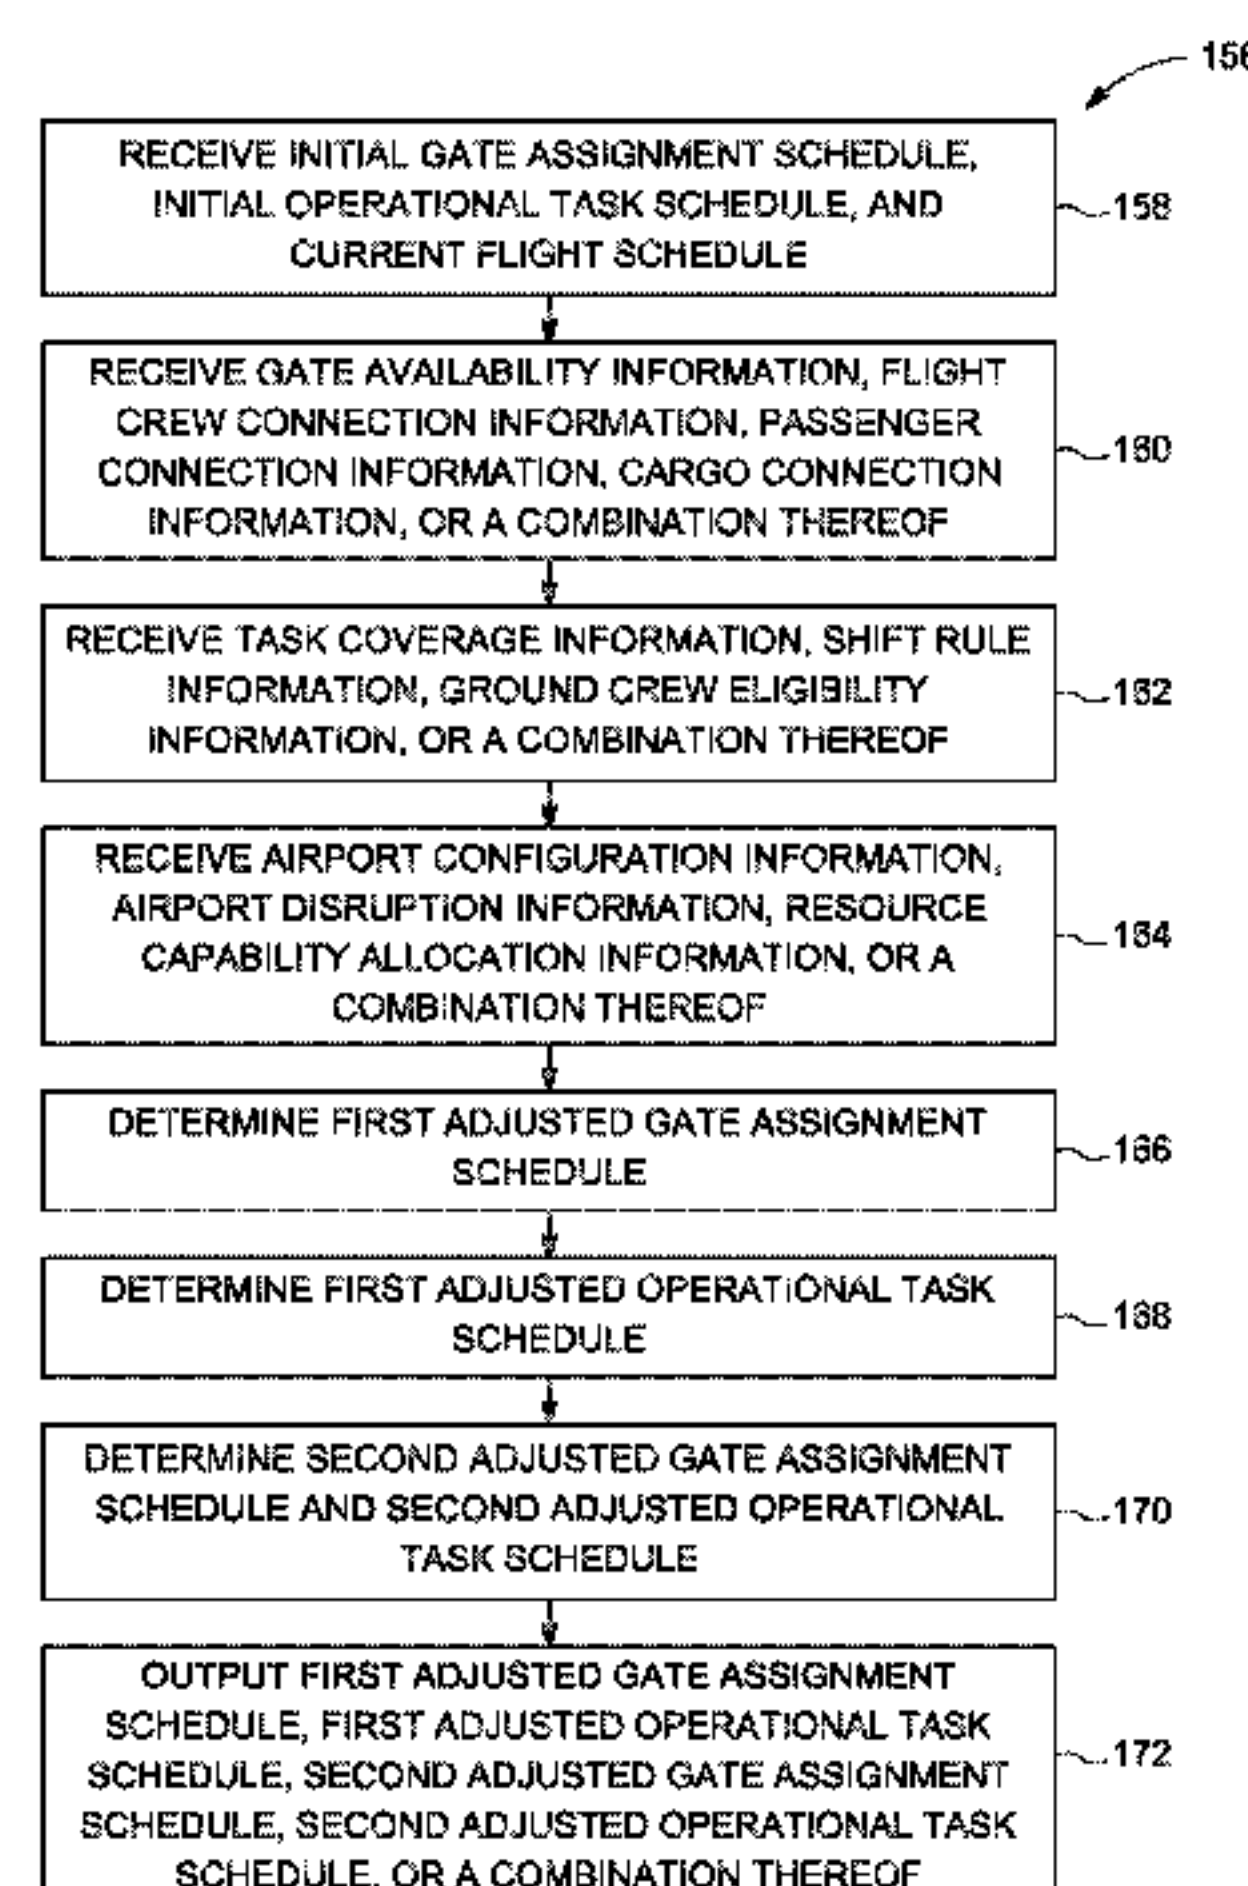 156
RECEIVE INITIAL GATE ASSIGNMENT SCHEDULE,
INITIAL OPERATIONAL TASK SCHEDULE, AND
CURRENT FLIGHT SCHEDULE
158
RECEIVE GATE AVAILABILITY INFORMATION, FLIGHT
CREW CONNECTION INFORMATION, PASSENGER
CONNECTION INFORMATION, CARGO CONNECTION
INFORMATION, OR A COMBINATION THEREOF
160
RECEIVE TASK COVERAGE INFORMATION, SHIFT RULE
INFORMATION, GROUND CREW ELIGIBILITY
INFORMATION, OR A COMBINATION THEREOF
162
RECEIVE AIRPORT CONFIGURATION INFORMATION,
AIRPORT DISRUPTION INFORMATION, RESOURCE
CAPABILITY ALLOCATION INFORMATION, OR A
COMBINATION THEREOF
164
DETERMINE FIRST ADJUSTED GATE ASSIGNMENT
SCHEDULE
166
DETERMINE FIRST ADJUSTED OPERATIONAL TASK
SCHEDULE
168
DETERMINE SECOND ADJUSTED GATE ASSIGNMENT
SCHEDULE AND SECOND ADJUSTED OPERATIONAL
TASK SCHEDULE
170
OUTPUT FIRST ADJUSTED GATE ASSIGNMENT
SCHEDULE, FIRST ADJUSTED OPERATIONAL TASK
SCHEDULE, SECOND ADJUSTED GATE ASSIGNMENT
SCHEDULE, SECOND ADJUSTED OPERATIONAL TASK
SCHEDULE, OR A COMBINATION THEREOF
172